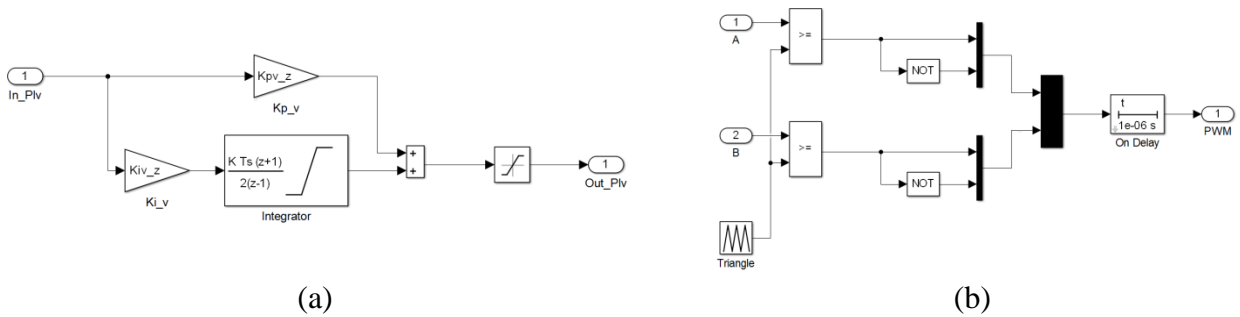 1
In_PIv
Kpv_z
Kp_v
Kiv_z
Ki_v
K Ts (z+1)
2(z-1)
Integrator
+
+
1
Out_PIv
(a)
1
A
>=
NOT
2
B
>=
NOT
Triangle
t
1e-06 s
On Delay
1
PWM
(b)